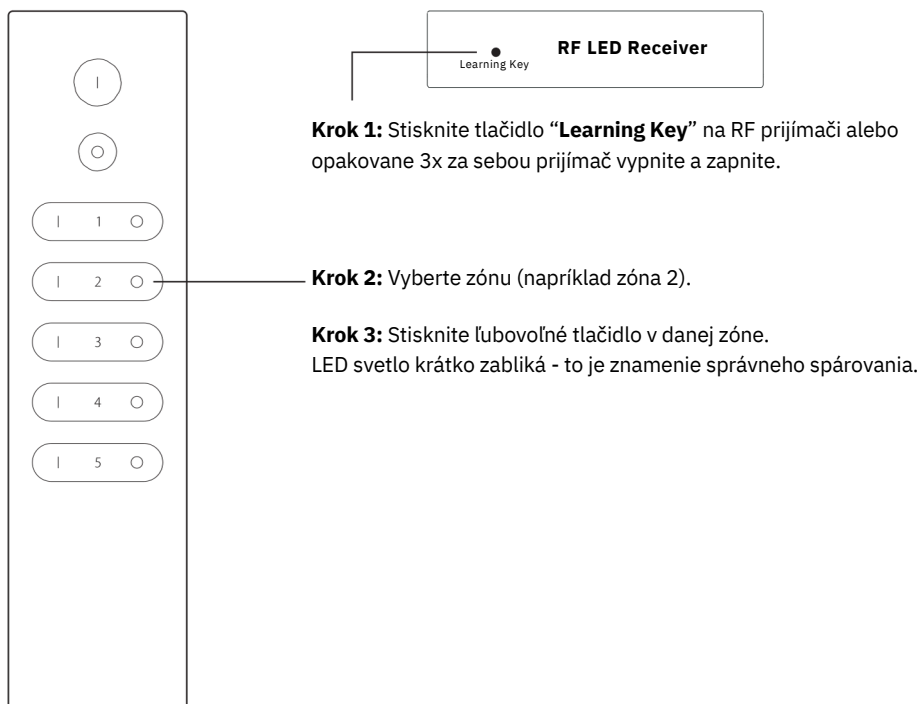 RF LED Receiver
Learning Key
Krok 1: Stisknite tlačidlo “Learning Key” na RF prijímači alebo
opakovane 3x za sebou prijímač vypnite a zapnite.
| 1 O
| 2 O
Krok 2: Vyberte zónu (napríklad zóna 2).
| 3 O
Krok 3: Stisknite ľubovoľné tlačidlo v danej zóne.
LED svetlo krátko zabliká - to je znamenie správneho spárovania.
| 4 O
| 5 O